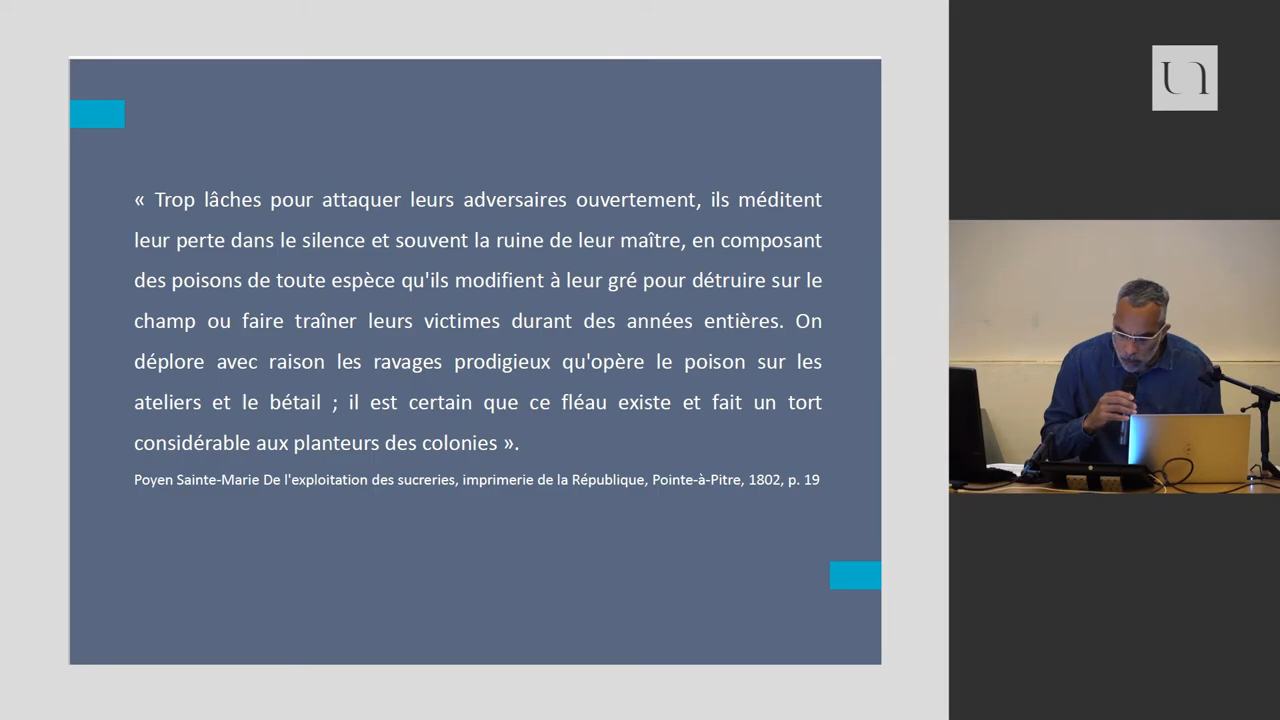 « Trop lâches pour attaquer leurs adversaires ouvertement, ils méditent
leur perte dans le silence et souvent la ruine de leur maître, en composant
des poisons de toute espèce qu'ils modifient à leur gré pour détruire sur le
champ ou faire traîner leurs victimes durant des années entières. On
déplore avec raison les ravages prodigieux qu'opère le poison sur les
ateliers et le bétail ; il est certain que ce fléau existe et fait un tort
considérable aux planteurs des colonies ».
Poyen Sainte-Marie De l'exploitation des sucreries, imprimerie de la République, Pointe-à-Pitre, 1802, p. 19